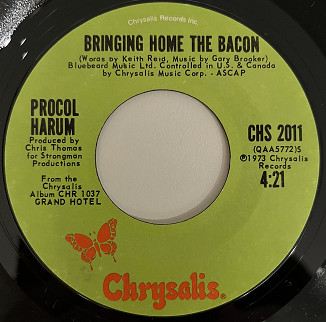 Chrysalis Records Inc.
BRINGING HOME THE BACON
(Words by Keith Reid, Music by Gary Brooker)
Bluebeard Music Ltd. Controlled in U.S. & Canada
by Chrysalis Music Corp. - ASCAP
PROCOL
HARUM
Produced by
Chris Thomas
for Strongman
Productions
From the
Chrysalis
Album CHR 1037
GRAND HOTEL
CHS 2011
(QAA5772)S
℗1973 Chrysalis
Records
4:21
Chrysalis®